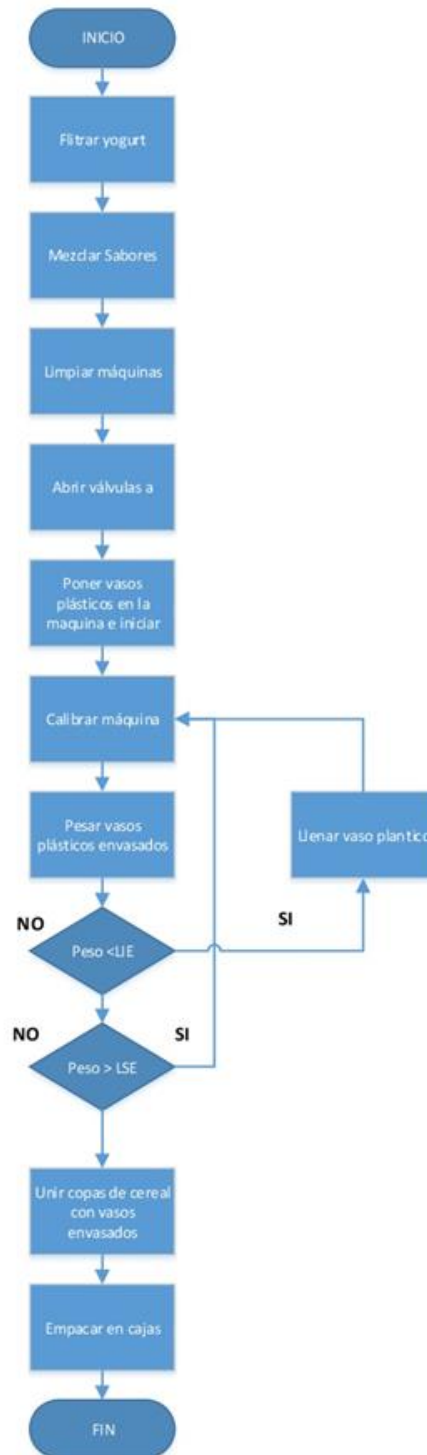 INICIO
Flitrar yogurt
Mezclar Sabores
Limpiar máquinas
Abrir válvulas a
Poner vasos
plásticos en la
maquina e iniciar
Calibrar máquina
Pesar vasos
plásticos envasados
Llenar vaso plantico
NO
Peso <LIE
SI
NO
Peso > LSE
SI
Unir copas de cereal
con vasos
envasados
Empacar en cajas
FIN